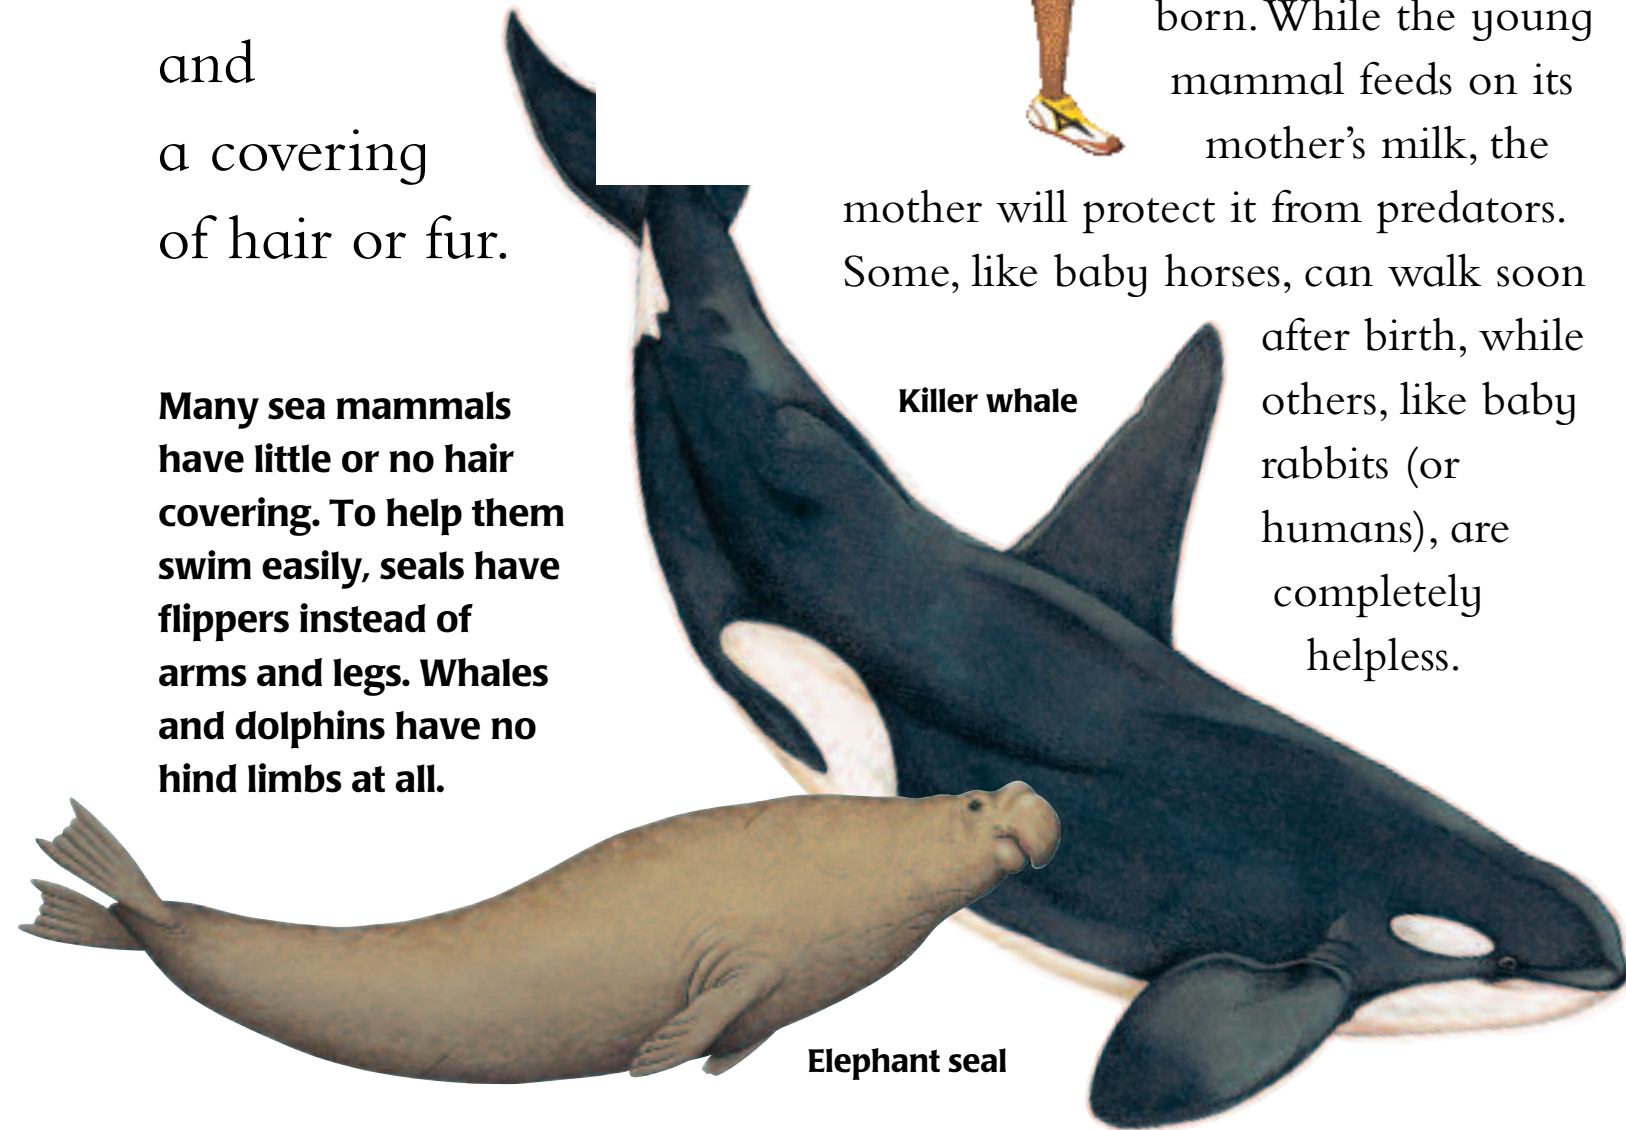 and
a covering
of hair or fur.
Many sea mammals
have little or no hair
covering. To help them
swim easily, seals have
flippers instead of
arms and legs. Whales
and dolphins have no
hind limbs at all.
born. While the young
mammal feeds on its
mother’s milk, the
mother will protect it from predators.
Some, like baby horses, can walk soon
after birth, while
others, like baby
rabbits (or
humans), are
completely
helpless.
Killer whale
Elephant seal